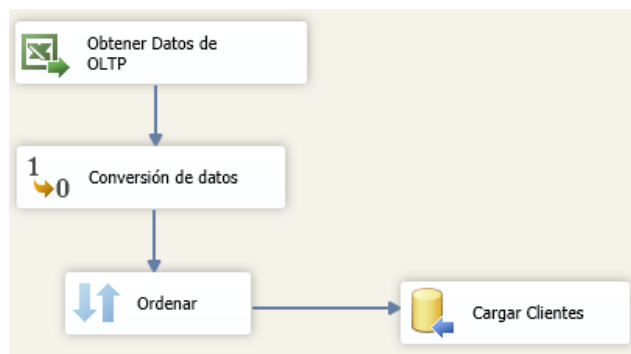 Obtener Datos de
OLTP
1
0
Conversión de datos
Ordenar
Cargar Clientes